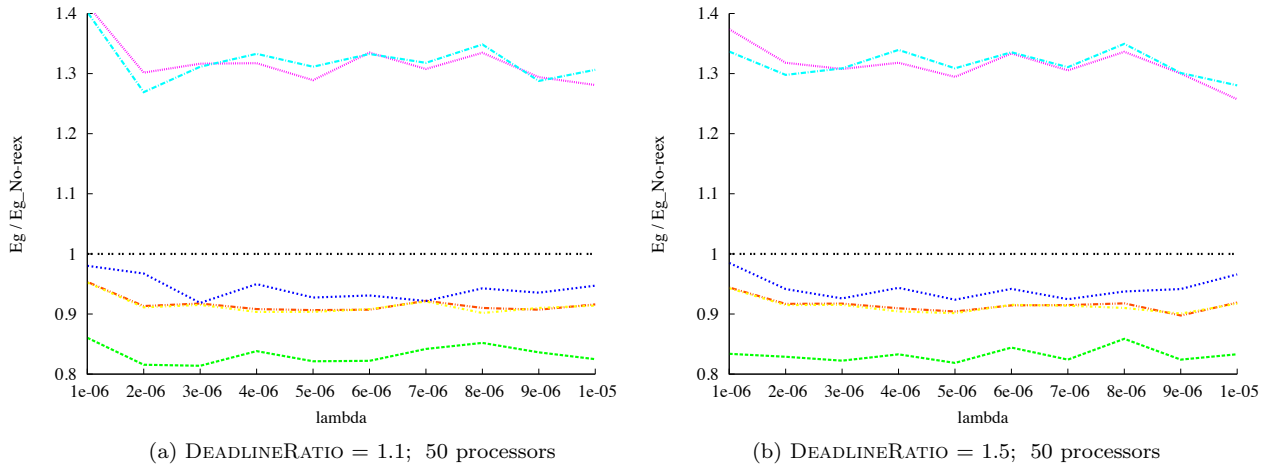 1.4
1.3
1.2
1.1
1
0.9
0.8
Eg / Eg_No-reex
1e-06 2e-06 3e-06 4e-06 5e-06 6e-06 7e-06 8e-06 9e-06 1e-05
lambda
(a) DEADLINERATIO = 1.1; 50 processors
1.4
1.3
1.2
1.1
1
0.9
0.8
Eg / Eg_No-reex
1e-06 2e-06 3e-06 4e-06 5e-06 6e-06 7e-06 8e-06 9e-06 1e-05
lambda
(b) DEADLINERATIO = 1.5; 50 processors